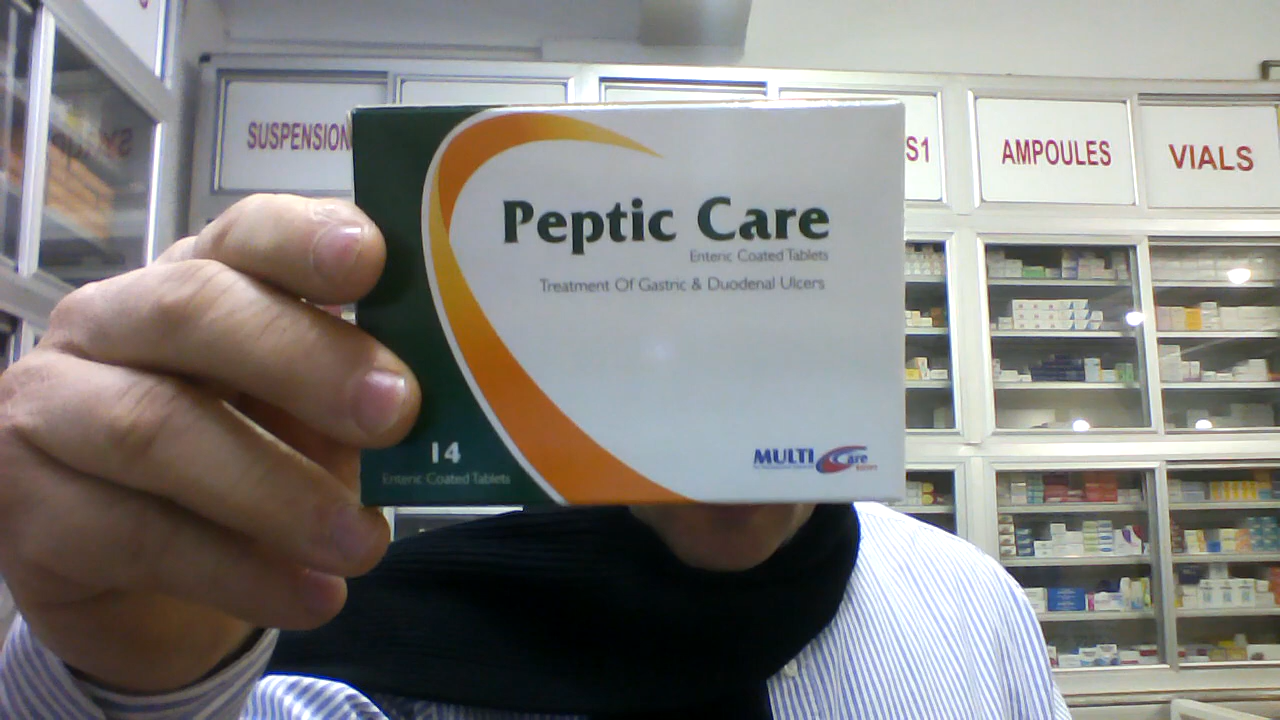 SUSPENSION
S1
AMPOULES
VIALS
Peptic Care
Enteric Coated Tablets
Treatment Of Gastric & Duodenal Ulcers
14
Enteric Coated Tablets
MULTI Care